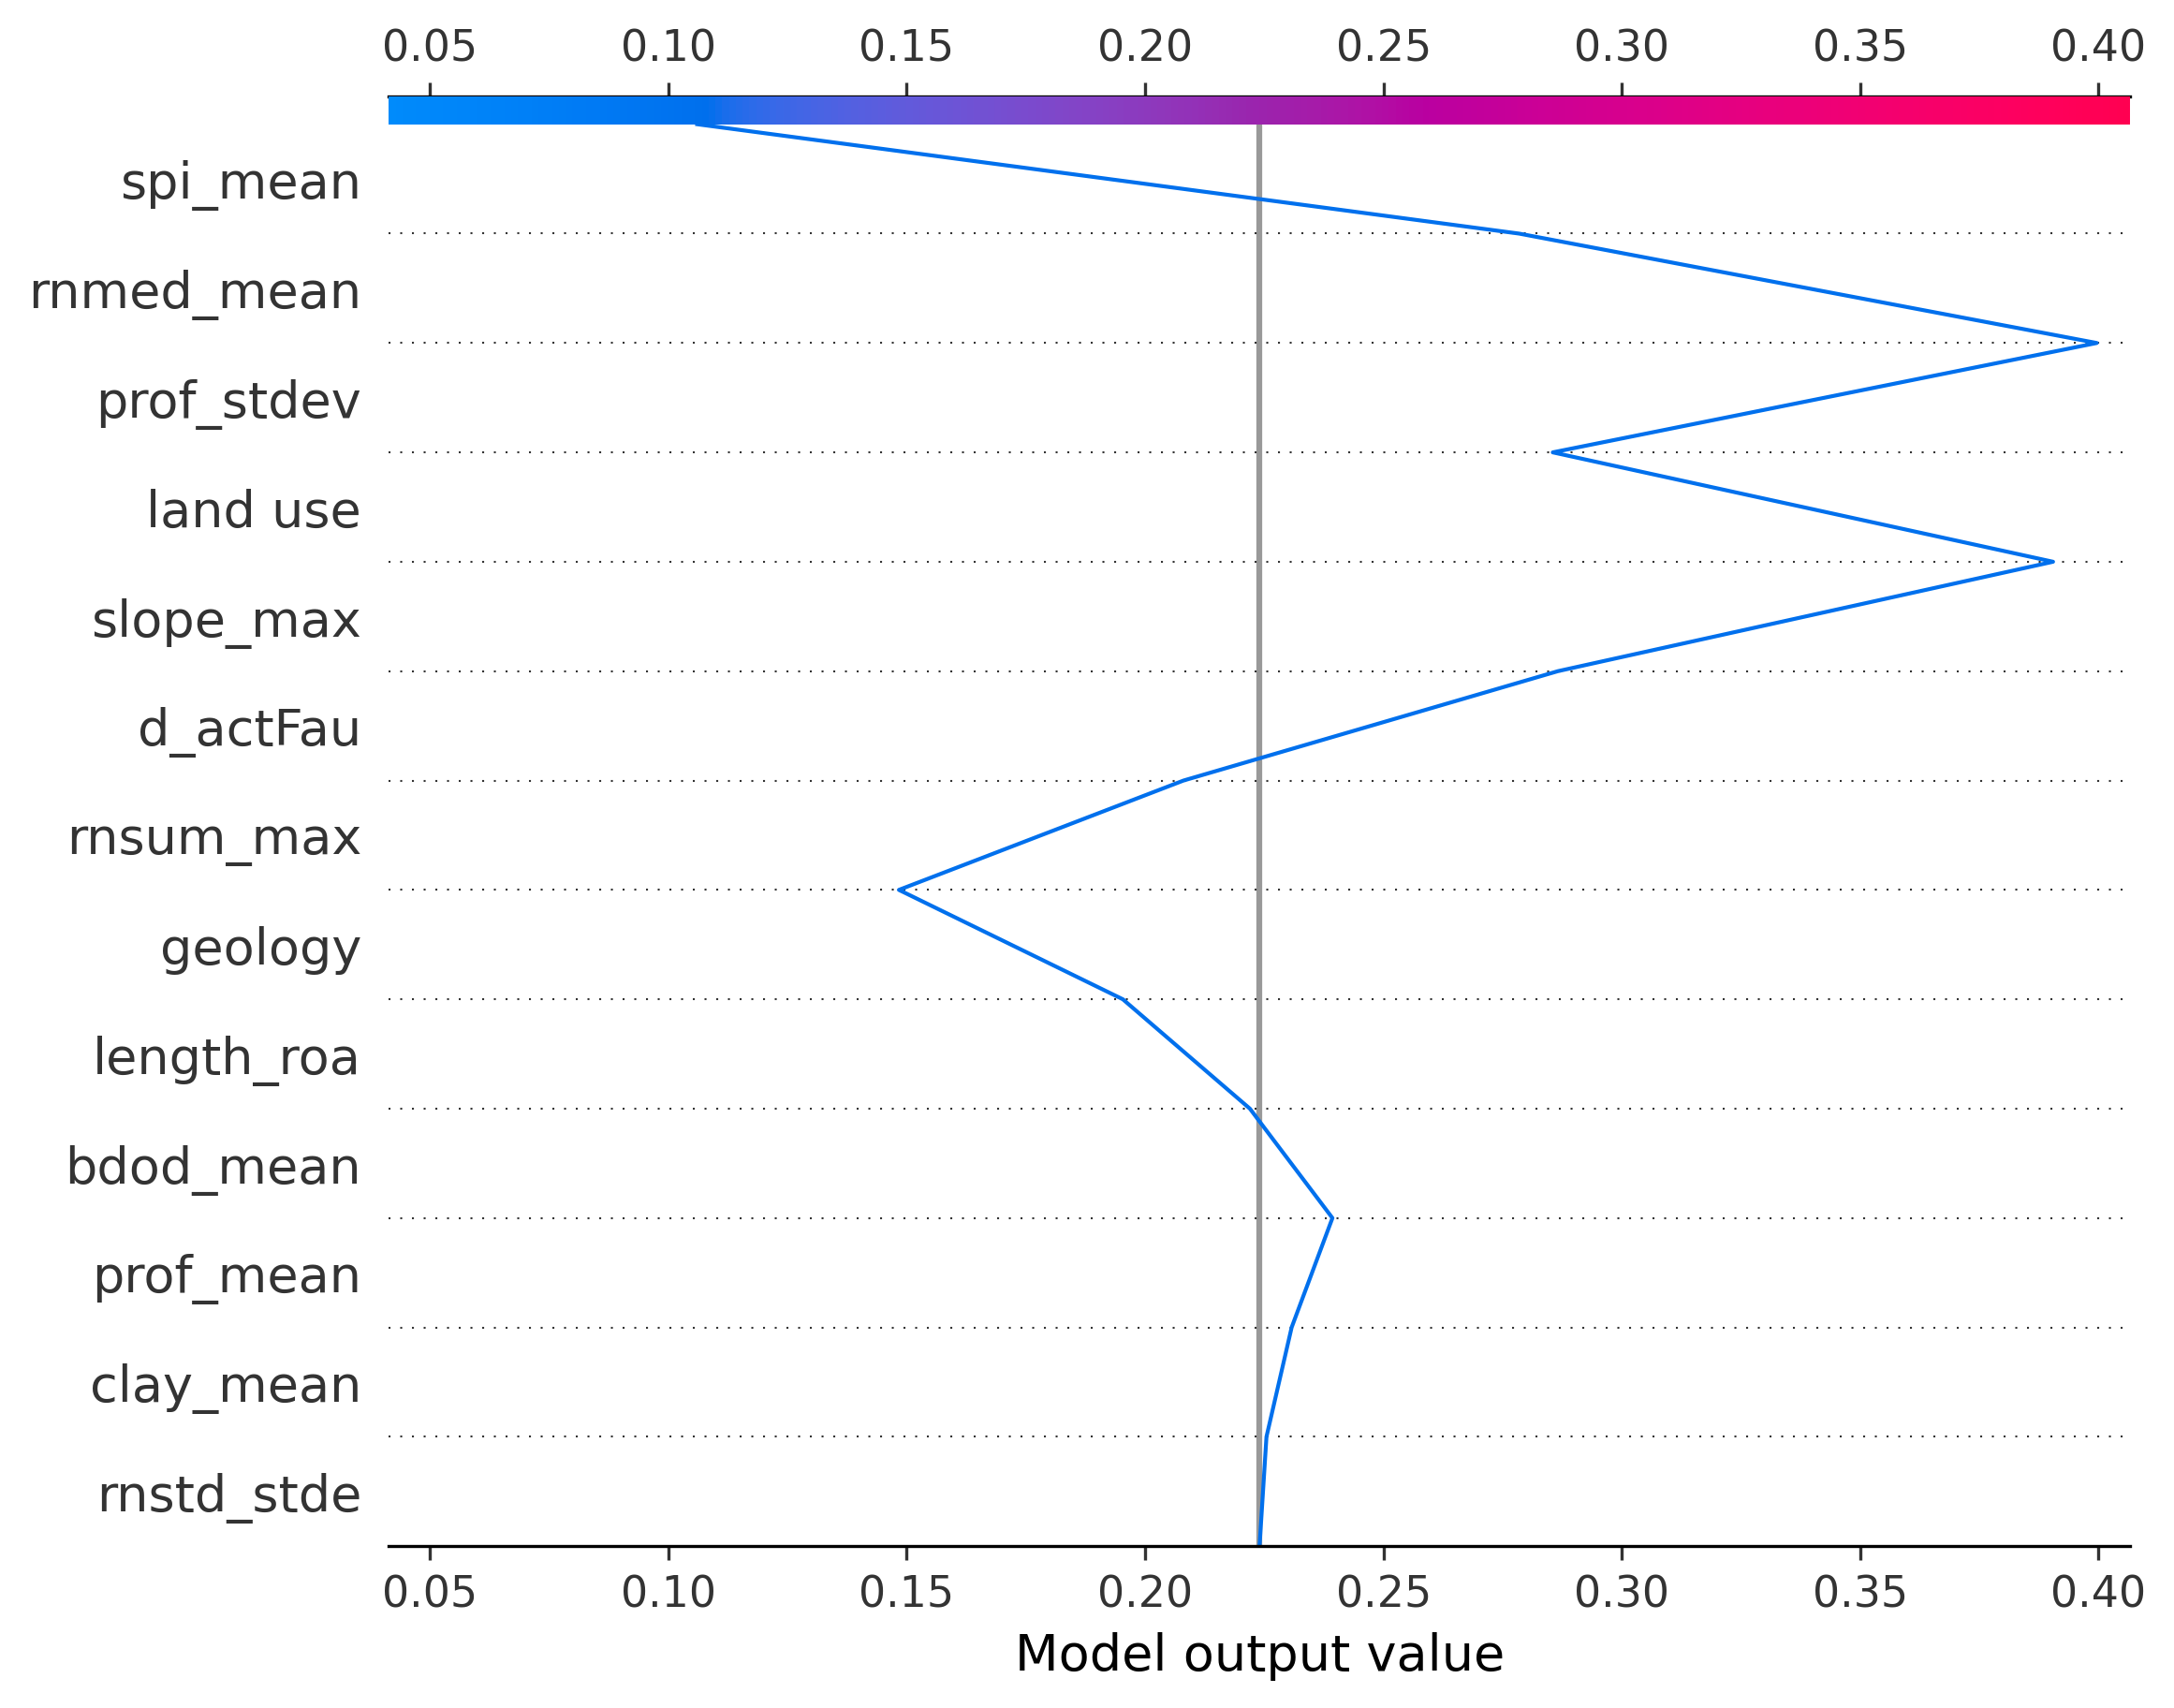 0.05 0.10 0.15 0.20 0.25 0.30 0.35 0.40
spi_mean
rnmed_mean
prof_stdev
land use
slope_max
d_actFau
rnsum_max
geology
length_roa
bdod_mean
prof_mean
clay_mean
rnstd_stde
0.05 0.10 0.15 0.20 0.25 0.30 0.35 0.40
Model output value